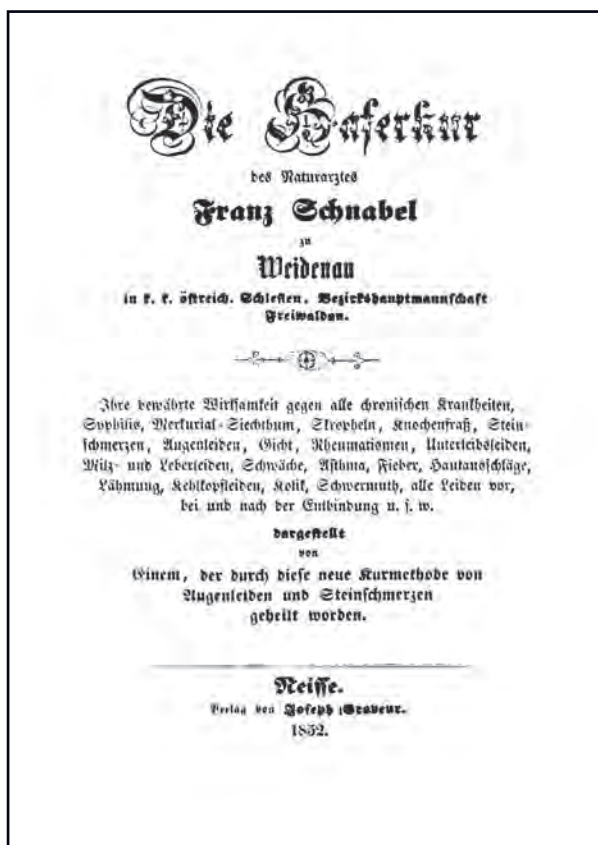 Die Haferkur
des Naturarztes
Franz Schnabel
zu
Weidenau
in k. k. östreich. Schlesien, Bezirkshauptmannschaft
Freiwaldau.
Ihre bewährte Wirksamkeit gegen alle chronischen Krankheiten,
Syphilis, Merkurial-Siechthum, Skropheln, Knochenfraß, Stein-
schmerzen, Augenleiden, Gicht, Rheumatismen, Unterleibsleiden,
Milz- und Leberleiden, Schwäche, Asthma, Fieber, Hautausschläge,
Lähmung, Kehlkopfleiden, Kolik, Schwermuth, alle Leiden vor,
bei und nach der Entbindung u. s. w.
dargestellt
von
Einem, der durch diese neue Kurmethode von
Augenleiden und Steinschmerzen
geheilt worden.
Neisse.
Verlag von Joseph Graveur.
1852.